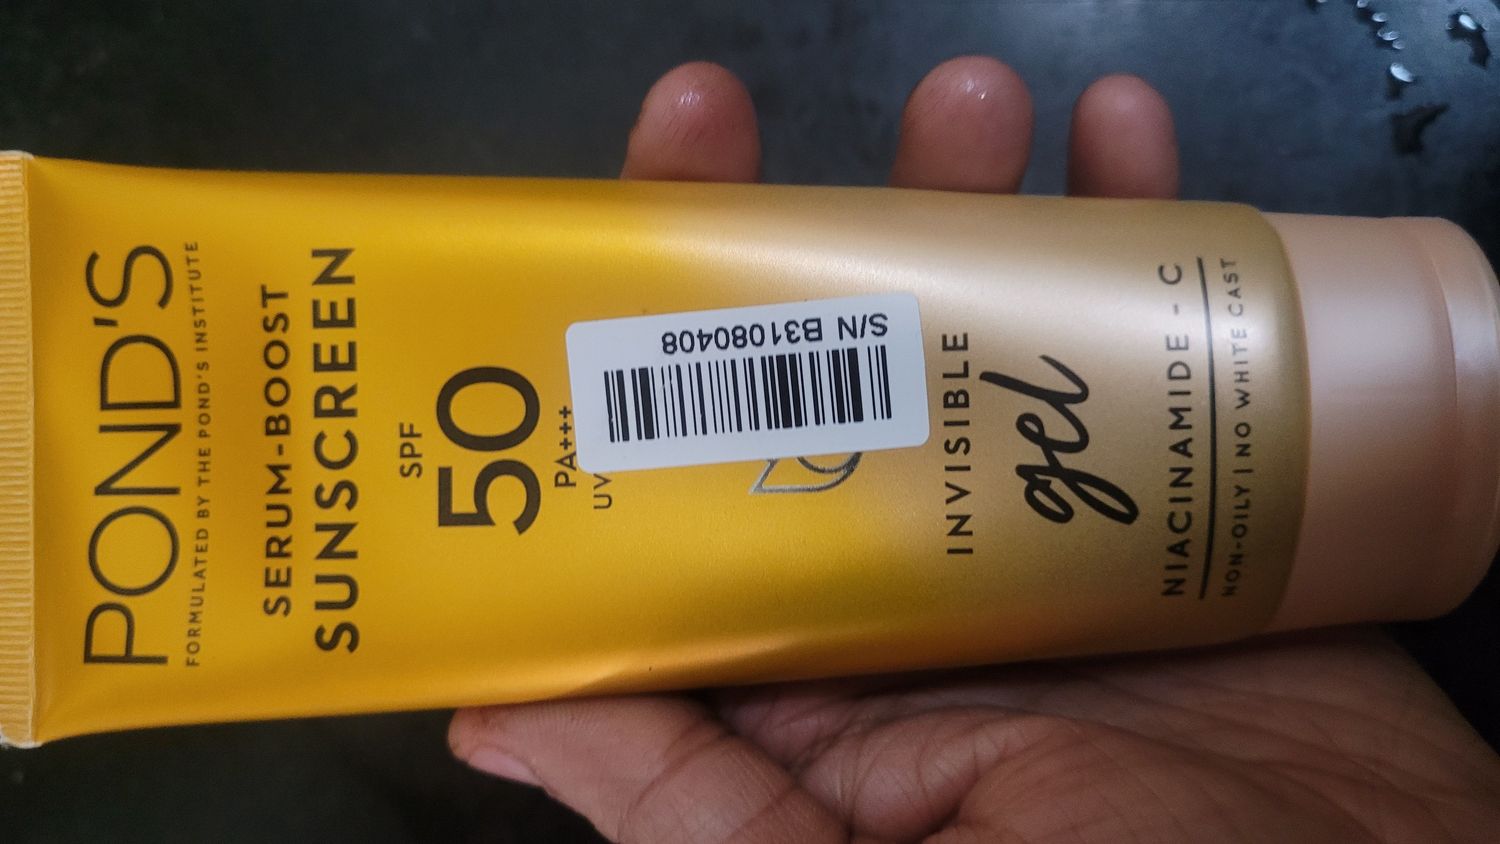 POND'S
FORMULATED BY THE POND'S INSTITUTE
SERUM-BOOST
SUNSCREEN
SPF
50
PA+++
UV
S/N B31080408
INVISIBLE
gel
NIACINAMIDE - C
NON-OILY | NO WHITE CAST